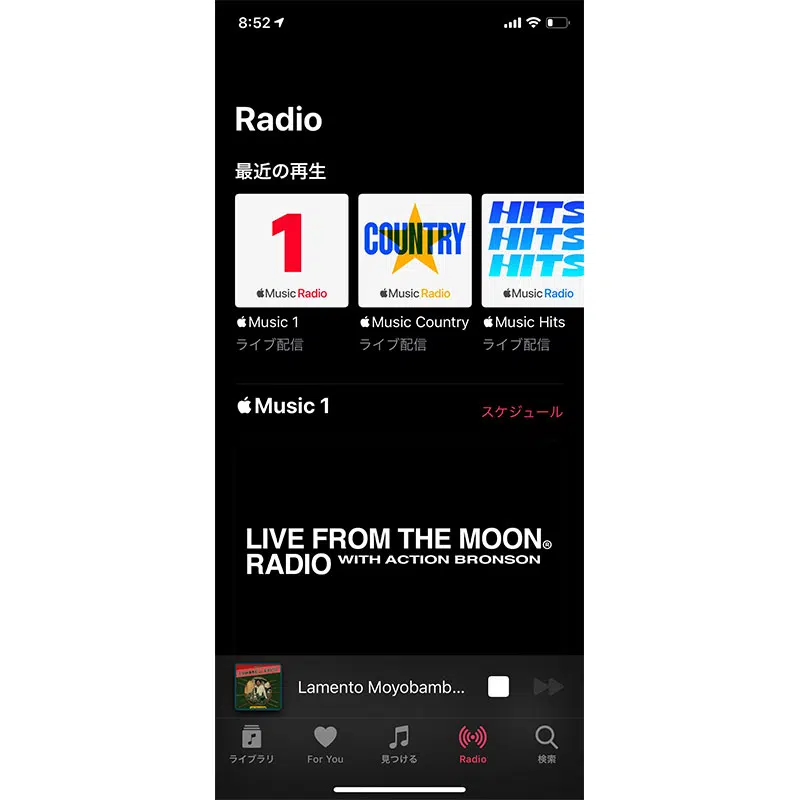 8:52
Radio
最近の再生
1
Music Radio
COUNTRY
Music Radio
HITS
HITS
HITS
Music Radio
Music 1
ライブ配信
Music Country
ライブ配信
Music Hits
ライブ配信
Music 1
スケジュール
LIVE FROM THE MOON®
RADIO WITH ACTION BRONSON
Lamento Moyobamb...
ライブラリ
For You
見つける
Radio
検索